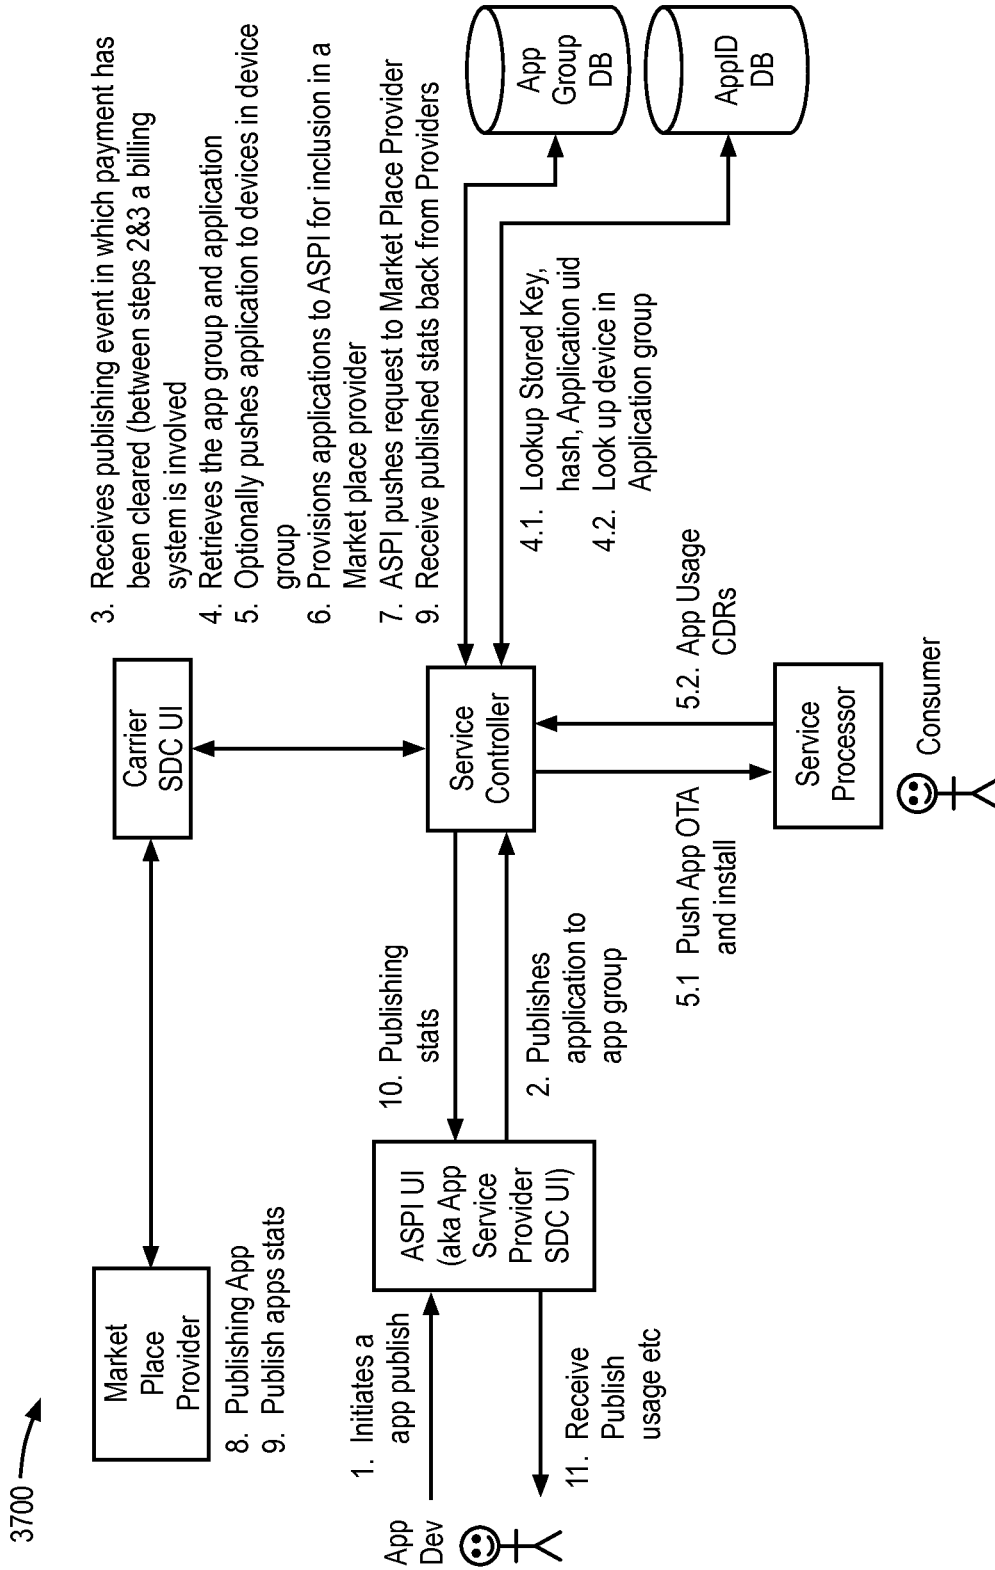 3700
Market
Place
Provider
8. Publishing App
9. Publish apps stats
Carrier
SDC UI
3. Receives publishing event in which payment has
been cleared (between steps 2&3 a billing
system is involved
4. Retrieves the app group and application
5. Optionally pushes application to devices in device
group
6. Provisions applications to ASPI for inclusion in a
Market place provider
7. ASPI pushes request to Market Place Provider
9. Receive published stats back from Providers
App
Dev
1. Initiates a
app publish
11. Receive
Publish
usage etc
ASPI UI
(aka App
Service
Provider
SDC UI)
10. Publishing
stats
2. Publishes
application to
app group
Service
Controller
App
Group
DB
AppID
DB
4.1. Lookup Stored Key,
hash, Application uid
4.2. Look up device in
Application group
5.1 Push App OTA
and install
5.2. App Usage
CDRs
Service
Processor
Consumer